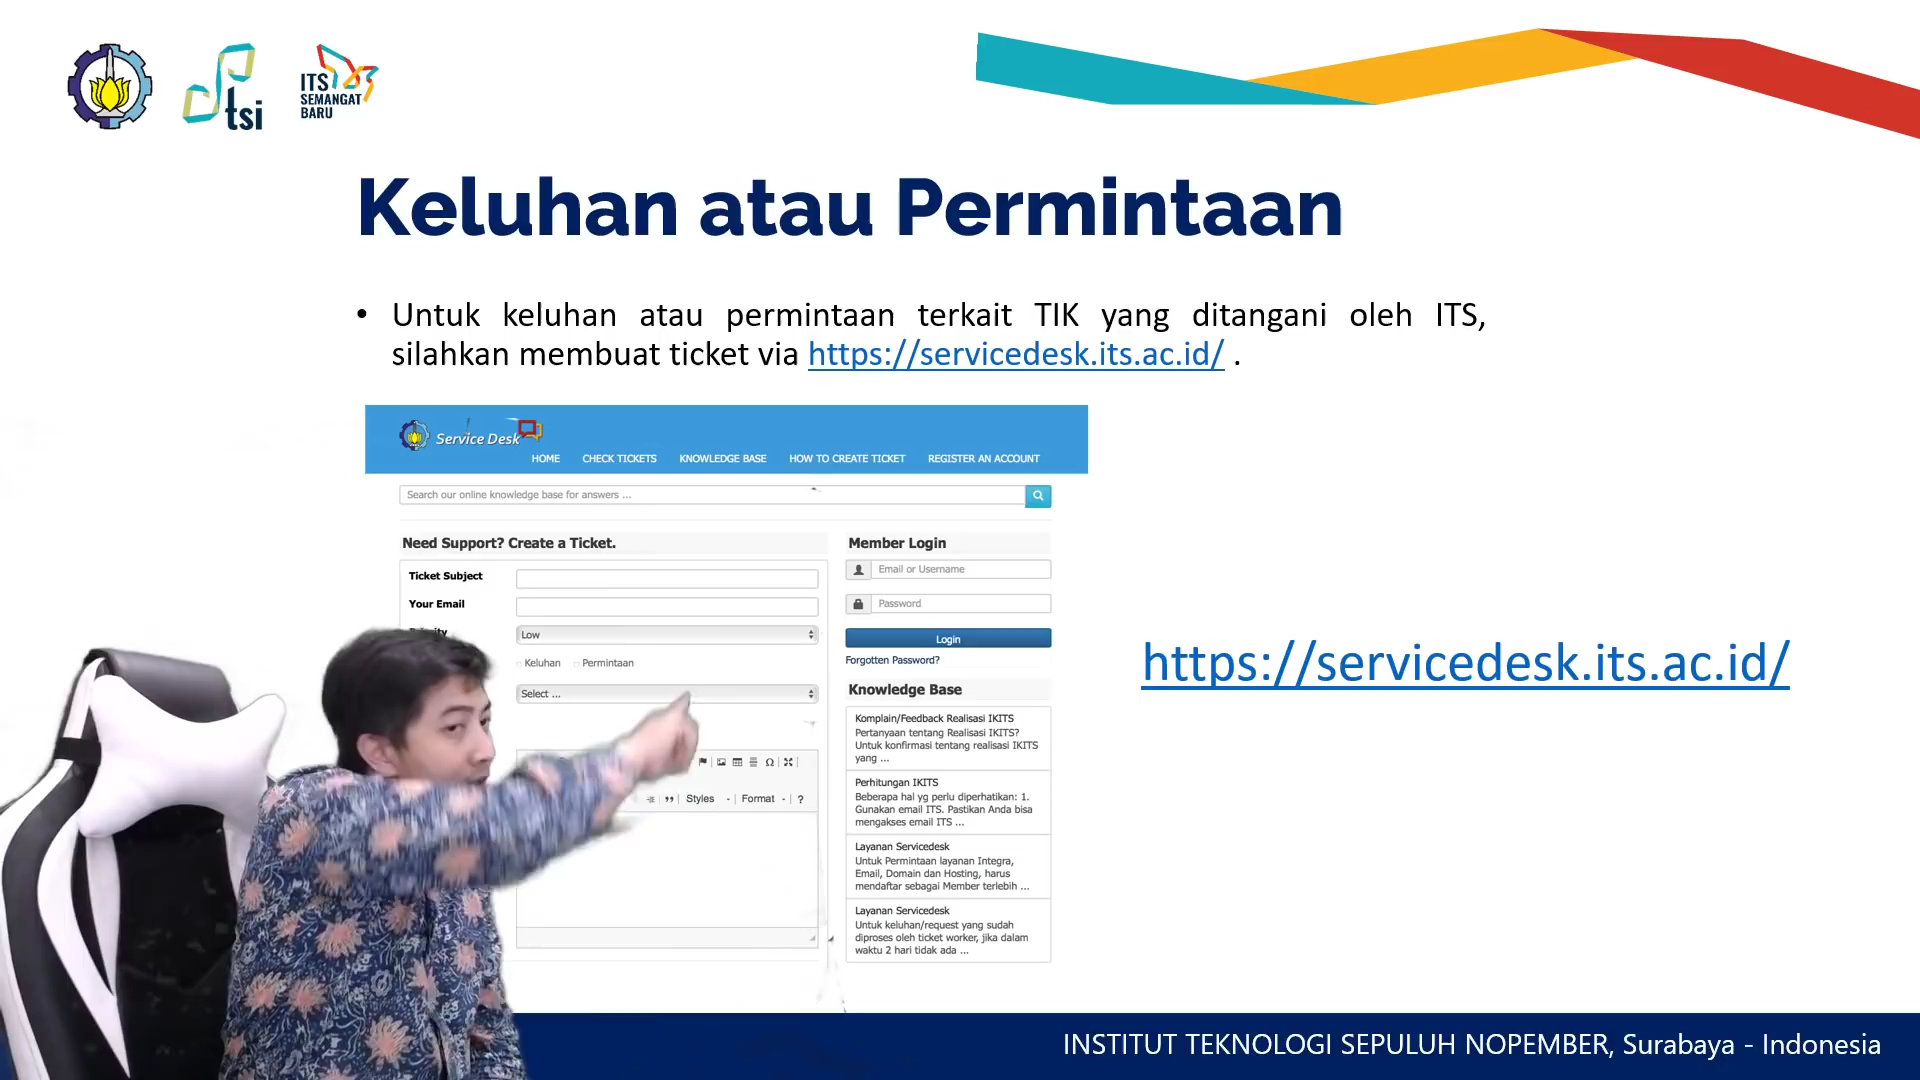 tsi
ITS
SEMANGAT
BARU
Keluhan atau Permintaan
• Untuk keluhan atau permintaan terkait TIK yang ditangani oleh ITS,
silahkan membuat ticket via https://servicedesk.its.ac.id/ .
Service Desk
HOME CHECK TICKETS KNOWLEDGE BASE HOW TO CREATE TICKET REGISTER AN ACCOUNT
Search our online knowledge base for answers ...
Need Support? Create a Ticket.
Ticket Subject
Your Email
Low
Keluhan Permintaan
Select ...
Styles Format ?
Member Login
Email or Username
Password
Login
Forgotten Password?
Knowledge Base
Komplain/Feedback Realisasi IKITS
Pertanyaan tentang Realisasi IKITS?
Untuk konfirmasi tentang realisasi IKITS
yang ...
Perhitungan IKITS
Beberapa hal yg perlu diperhatikan: 1.
Gunakan email ITS. Pastikan Anda bisa
mengakses email ITS ...
Layanan Servicedesk
Untuk Permintaan layanan Integra,
Email, Domain dan Hosting, harus
mendaftar sebagai Member terlebih ...
Layanan Servicedesk
Untuk keluhan/request yang sudah
diproses oleh ticket worker, jika dalam
waktu 2 hari tidak ada ...
https://servicedesk.its.ac.id/
INSTITUT TEKNOLOGI SEPULUH NOPEMBER, Surabaya - Indonesia